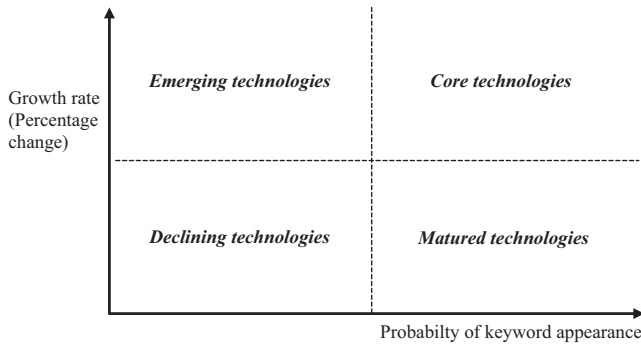 Emerging technologies
Core technologies
Growth rate
(Percentage
change)
Declining technologies
Matured technologies
Probabilty of keyword appearance